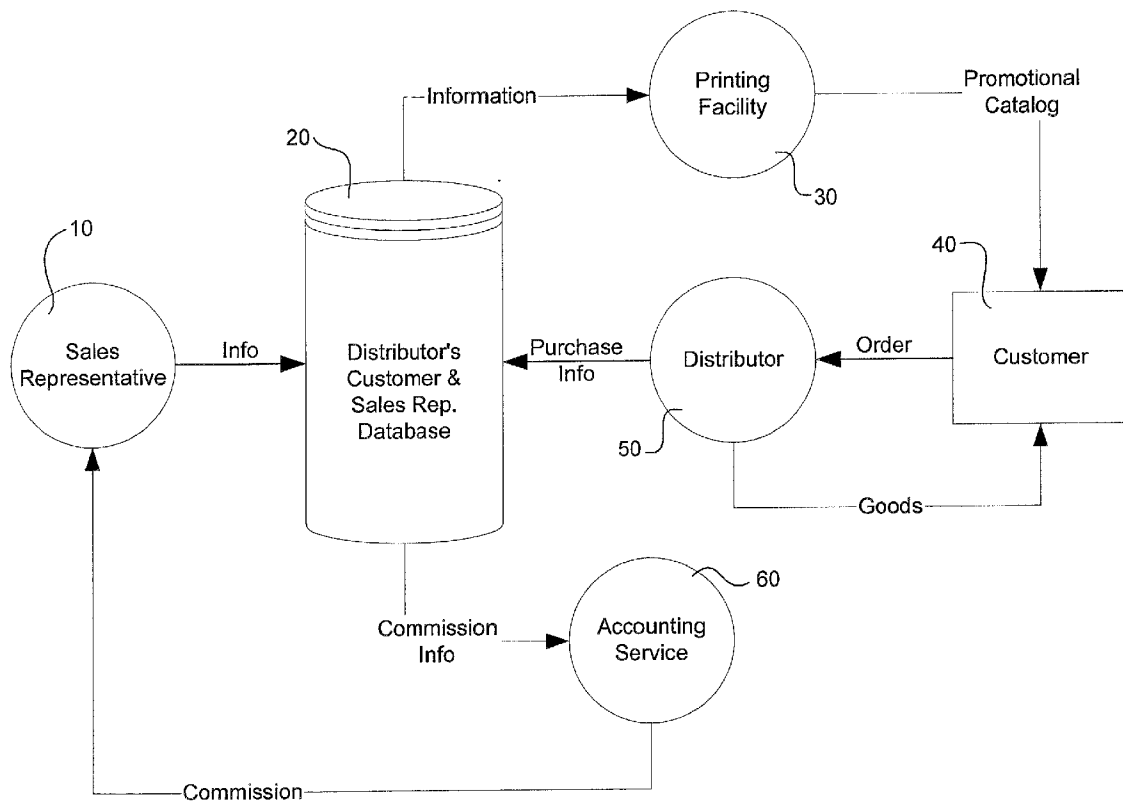 Information
Printing
Facility
Promotional
Catalog
20
30
10
40
Sales
Representative
Info
Distributor's
Customer &
Sales Rep.
Database
Purchase
Info
Distributor
Order
Customer
50
Goods
60
Commission
Info
Accounting
Service
Commission